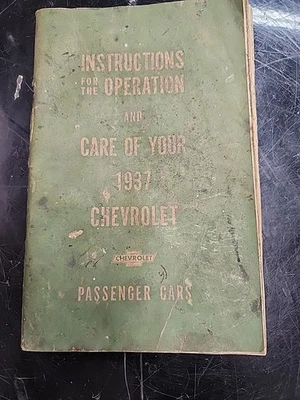 INSTRUCTIONS
FOR THE OPERATION
AND
CARE OF YOUR
1937
CHEVROLET
CHEVROLET
PASSENGER CARS